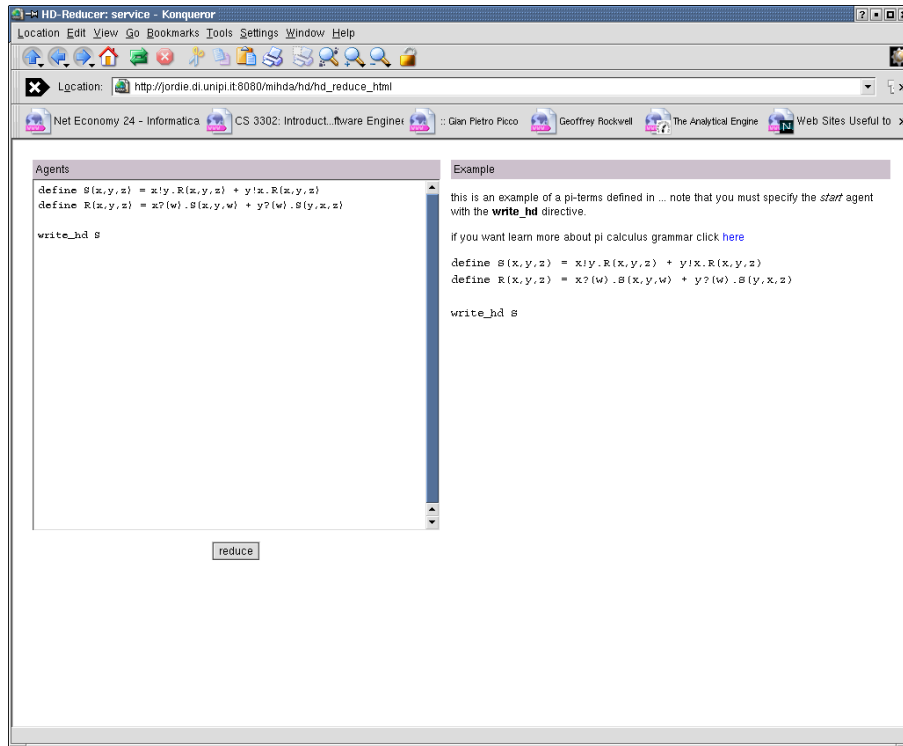 HD-Reducer: service - Konqueror
Location Edit View Go Bookmarks Tools Settings Window Help
Location: http://jordie.di.unipi.it:8080/mihda/hd/hd_reduce_html
Net Economy 24 - Informatica CS 3302: Introduct...ftware Enginee :: Gian Pietro Picco Geoffrey Rockwell The Analytical Engine Web Sites Useful to
Agents
define S(x,y,z) = x!y.R(x,y,z) + y!x.R(x,y,z)
define R(x,y,z) = x?(w).S(x,y,w) + y?(w).S(y,x,z)
write_hd S
reduce
Example
this is an example of a pi-terms defined in ... note that you must specify the start agent
with the write_hd directive.
if you want learn more about pi calculus grammar click here
define S(x,y,z) = x!y.R(x,y,z) + y!x.R(x,y,z)
define R(x,y,z) = x?(w).S(x,y,w) + y?(w).S(y,x,z)
write_hd S